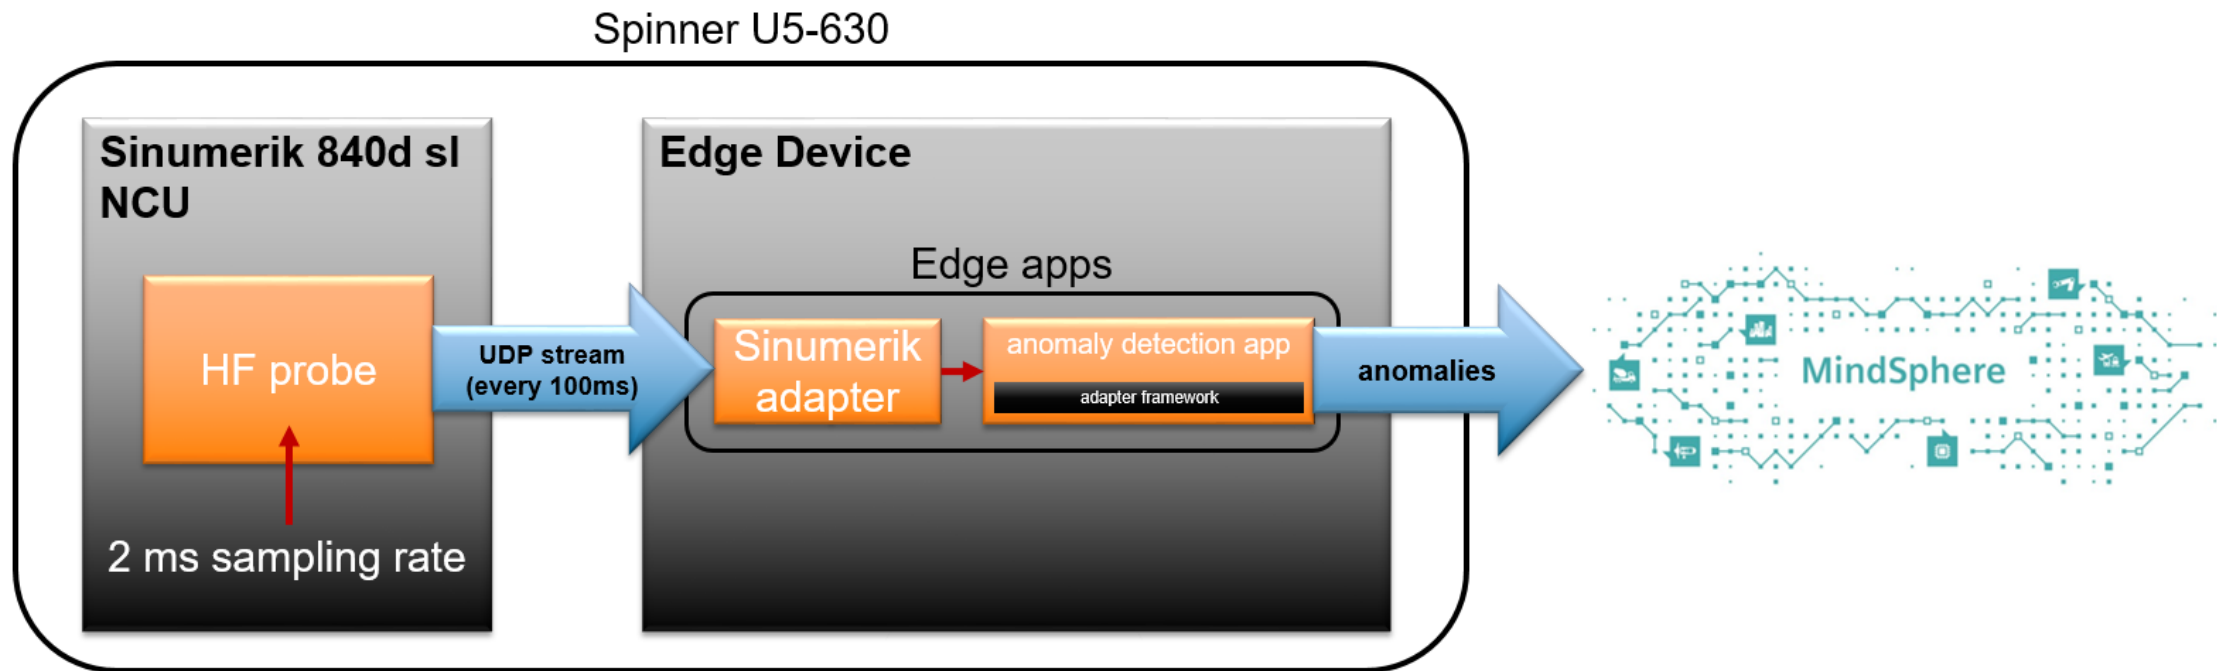 Spinner U5-630
Sinumerik 840d sl
NCU
HF probe
2 ms sampling rate
UDP stream
(every 100ms)
Edge Device
Edge apps
Sinumerik
adapter
anomaly detection app
adapter framework
anomalies
MindSphere